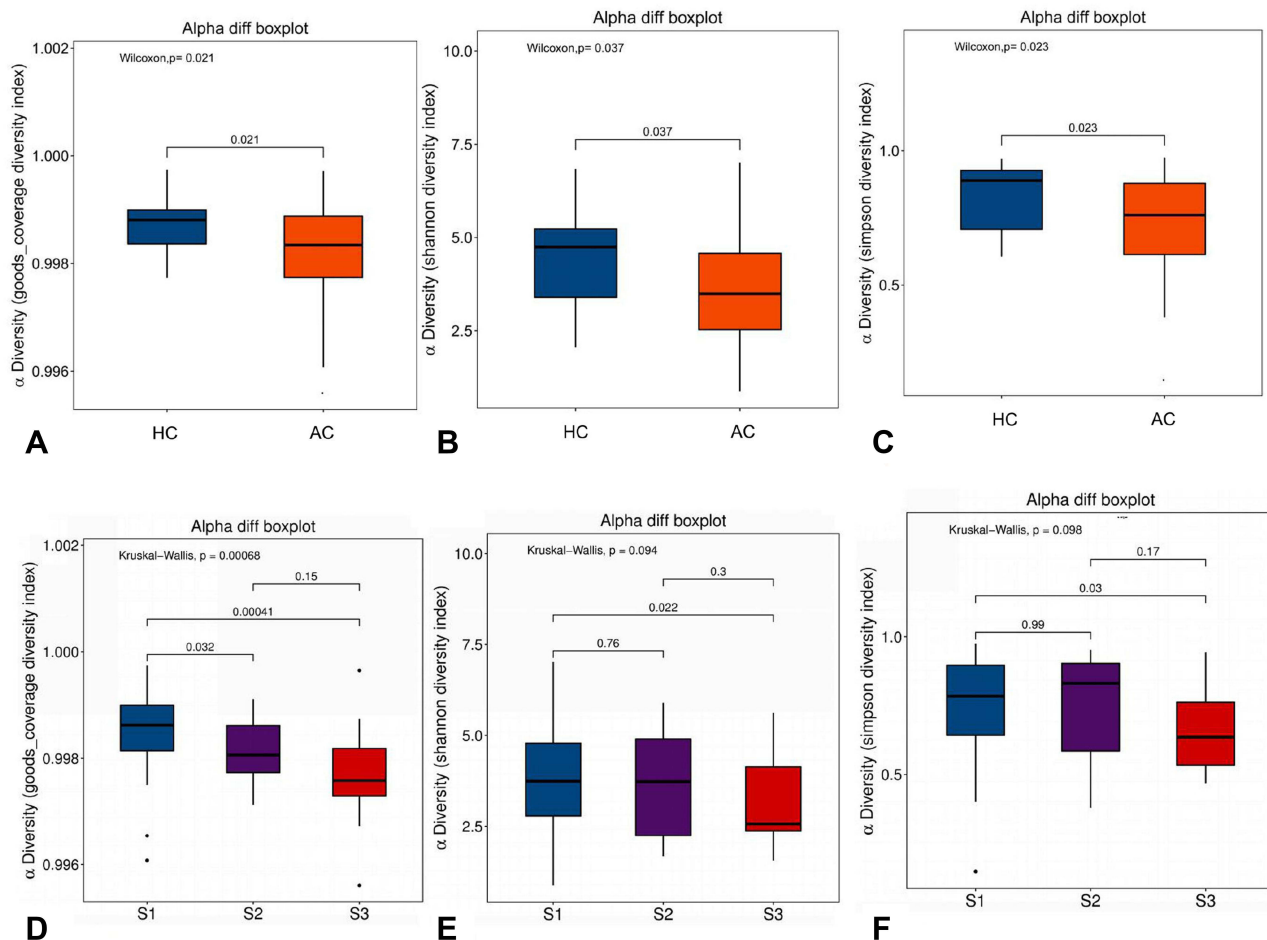 Alpha diff boxplot
Wilcoxon,p= 0.021
0.021
α Diversity (goods_coverage diversity index)
1.002
1.000
0.998
0.996
HC
AC
A
Alpha diff boxplot
Wilcoxon,p= 0.037
0.037
α Diversity (shannon diversity index)
10.0
7.5
5.0
2.5
HC
AC
B
Alpha diff boxplot
Wilcoxon,p= 0.023
0.023
α Diversity (simpson diversity index)
1.0
0.5
HC
AC
C
Alpha diff boxplot
Kruskal−Wallis, p = 0.00068
0.15
0.00041
0.032
α Diversity (goods_coverage diversity index)
1.002
1.000
0.998
0.996
S1
S2
S3
D
Alpha diff boxplot
Kruskal−Wallis, p = 0.094
0.3
0.022
0.76
α Diversity (shannon diversity index)
10.0
7.5
5.0
2.5
S1
S2
S3
E
Alpha diff boxplot
Kruskal−Wallis, p = 0.098
0.17
0.03
0.99
α Diversity (simpson diversity index)
1.0
0.5
S1
S2
S3
F